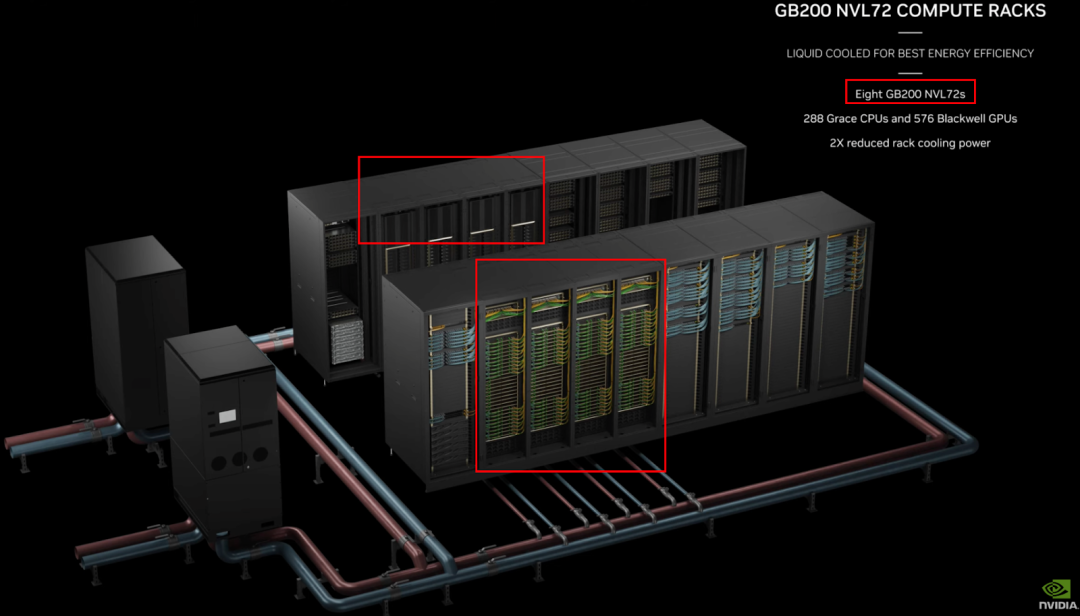 GB200 NVL72 COMPUTE RACKS
LIQUID COOLED FOR BEST ENERGY EFFICIENCY
Eight GB200 NVL72s
288 Grace CPUs and 576 Blackwell GPUs
2X reduced rack cooling power
NVIDIA